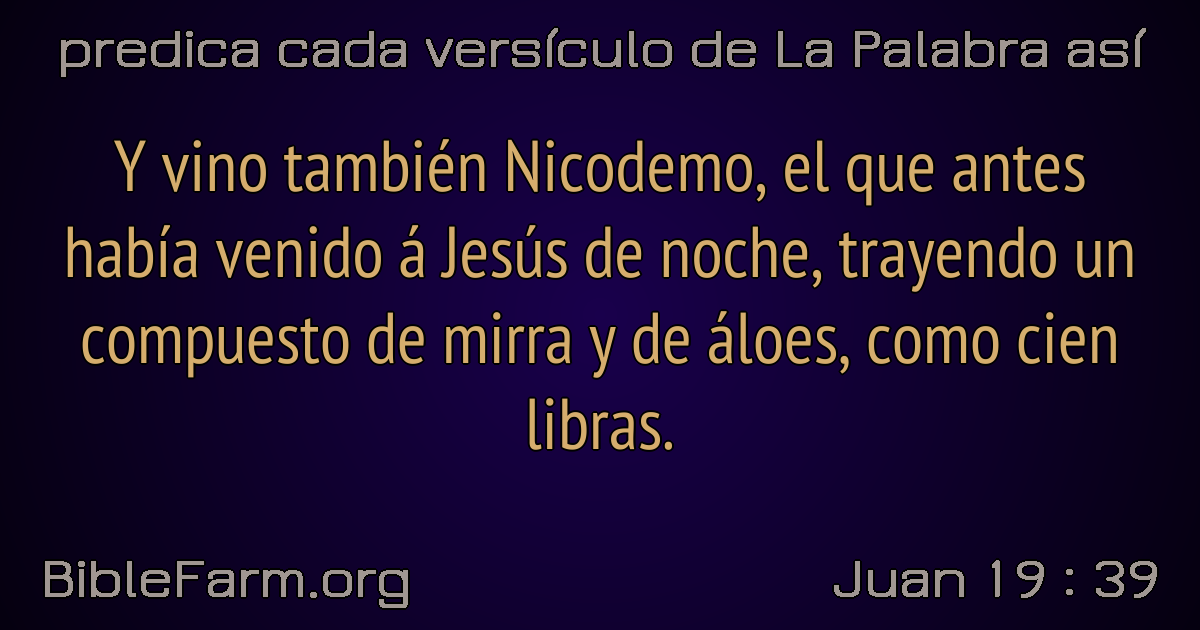 predica cada versículo de La Palabra así
Y vino también Nicodemo, el que antes
había venido á Jesús de noche, trayendo un
compuesto de mirra y de áloes, como cien
libras.
BibleFarm.org
Juan 19 : 39